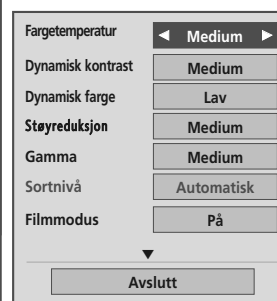 Fargetemperatur ◄ Medium ►
Dynamisk kontrast Medium
Dynamisk farge Lav
Støyreduksjon Medium
Gamma Medium
Sortnivå Automatisk
Filmmodus På
▼
Avslutt